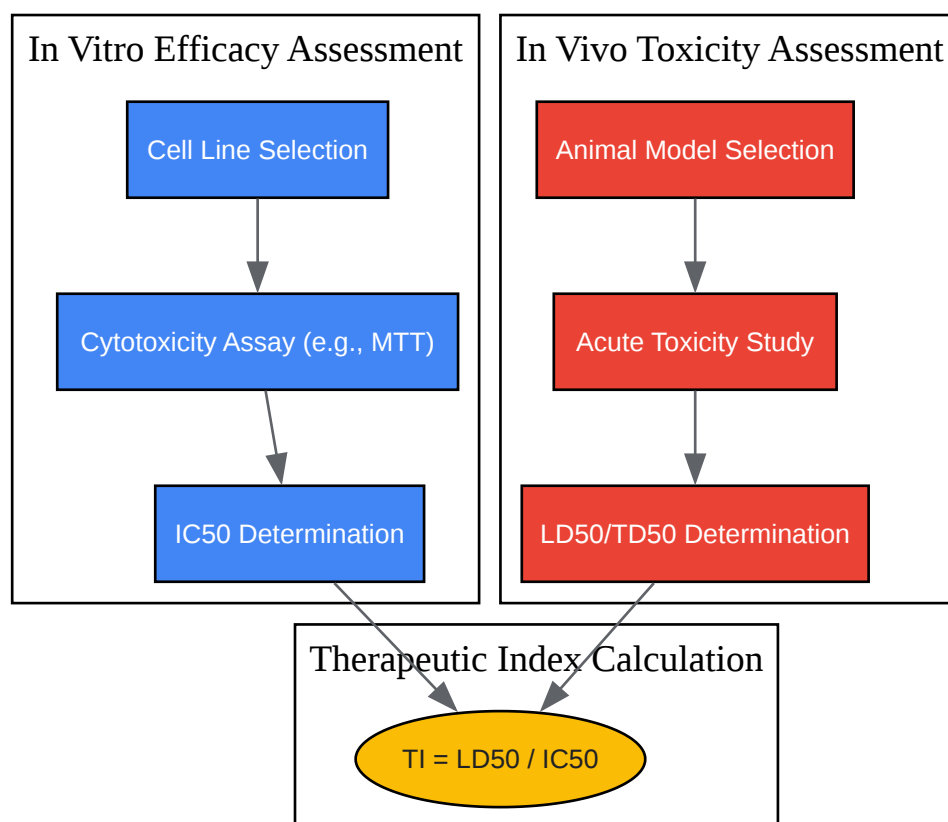 In Vitro Efficacy Assessment
Cell Line Selection
Cytotoxicity Assay (e.g., MTT)
IC50 Determination
In Vivo Toxicity Assessment
Animal Model Selection
Acute Toxicity Study
LD50/TD50 Determination
Therapeutic Index Calculation
TI = LD50 / IC50